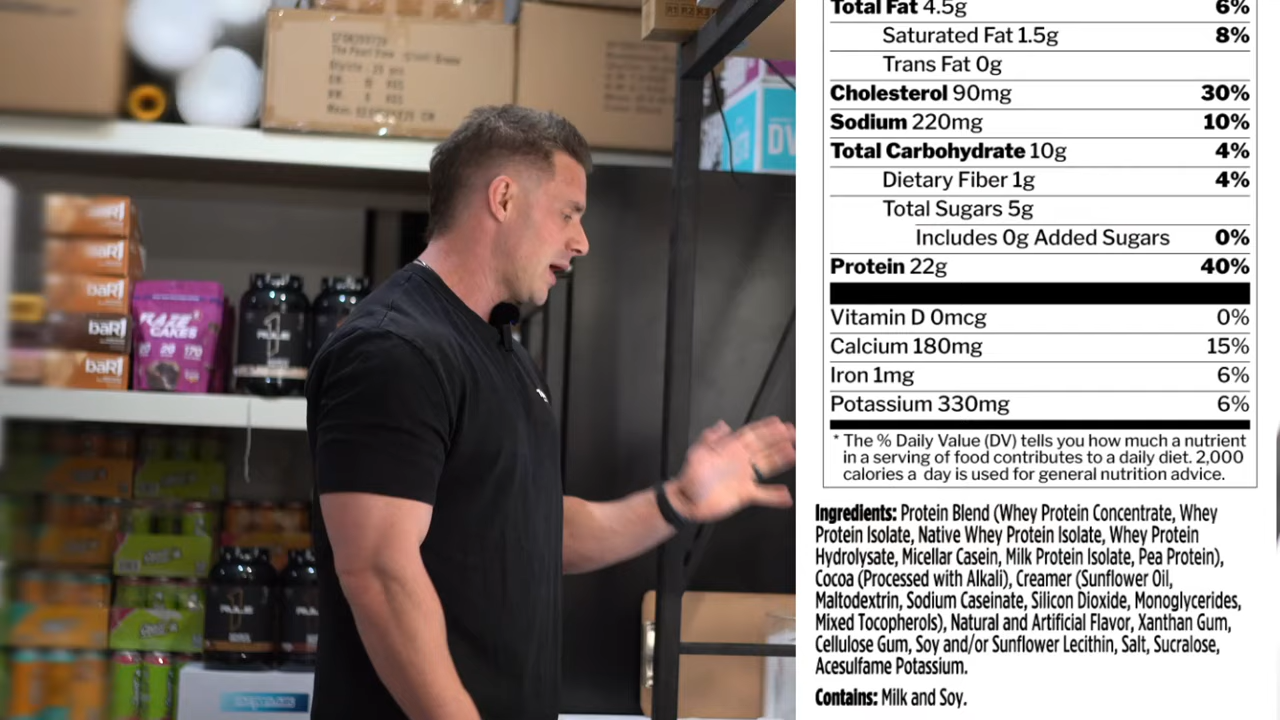 baR1
baR1
baR1
baR1
baR1
CAKES
RULE
1
RULE
1
DV
Total Fat 4.5g 6%
Saturated Fat 1.5g 8%
Trans Fat 0g
Cholesterol 90mg 30%
Sodium 220mg 10%
Total Carbohydrate 10g 4%
Dietary Fiber 1g 4%
Total Sugars 5g
Includes 0g Added Sugars 0%
Protein 22g 40%
Vitamin D 0mcg 0%
Calcium 180mg 15%
Iron 1mg 6%
Potassium 330mg 6%
* The % Daily Value (DV) tells you how much a nutrient
in a serving of food contributes to a daily diet. 2,000
calories a day is used for general nutrition advice.
Ingredients: Protein Blend (Whey Protein Concentrate, Whey
Protein Isolate, Native Whey Protein Isolate, Whey Protein
Hydrolysate, Micellar Casein, Milk Protein Isolate, Pea Protein),
Cocoa (Processed with Alkali), Creamer (Sunflower Oil,
Maltodextrin, Sodium Caseinate, Silicon Dioxide, Monoglycerides,
Mixed Tocopherols), Natural and Artificial Flavor, Xanthan Gum,
Cellulose Gum, Soy and/or Sunflower Lecithin, Salt, Sucralose,
Acesulfame Potassium.
Contains: Milk and Soy.